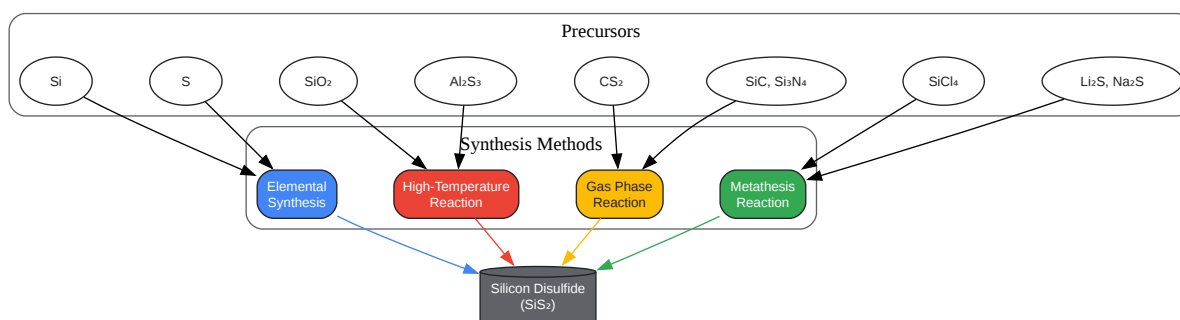 Precursors
Si
S
SiO₂
Al₂S₃
CS₂
SiC, Si₃N₄
SiCl₄
Li₂S, Na₂S
Synthesis Methods
Elemental
Synthesis
High-Temperature
Reaction
Gas Phase
Reaction
Metathesis
Reaction
Silicon Disulfide
(SiS₂)